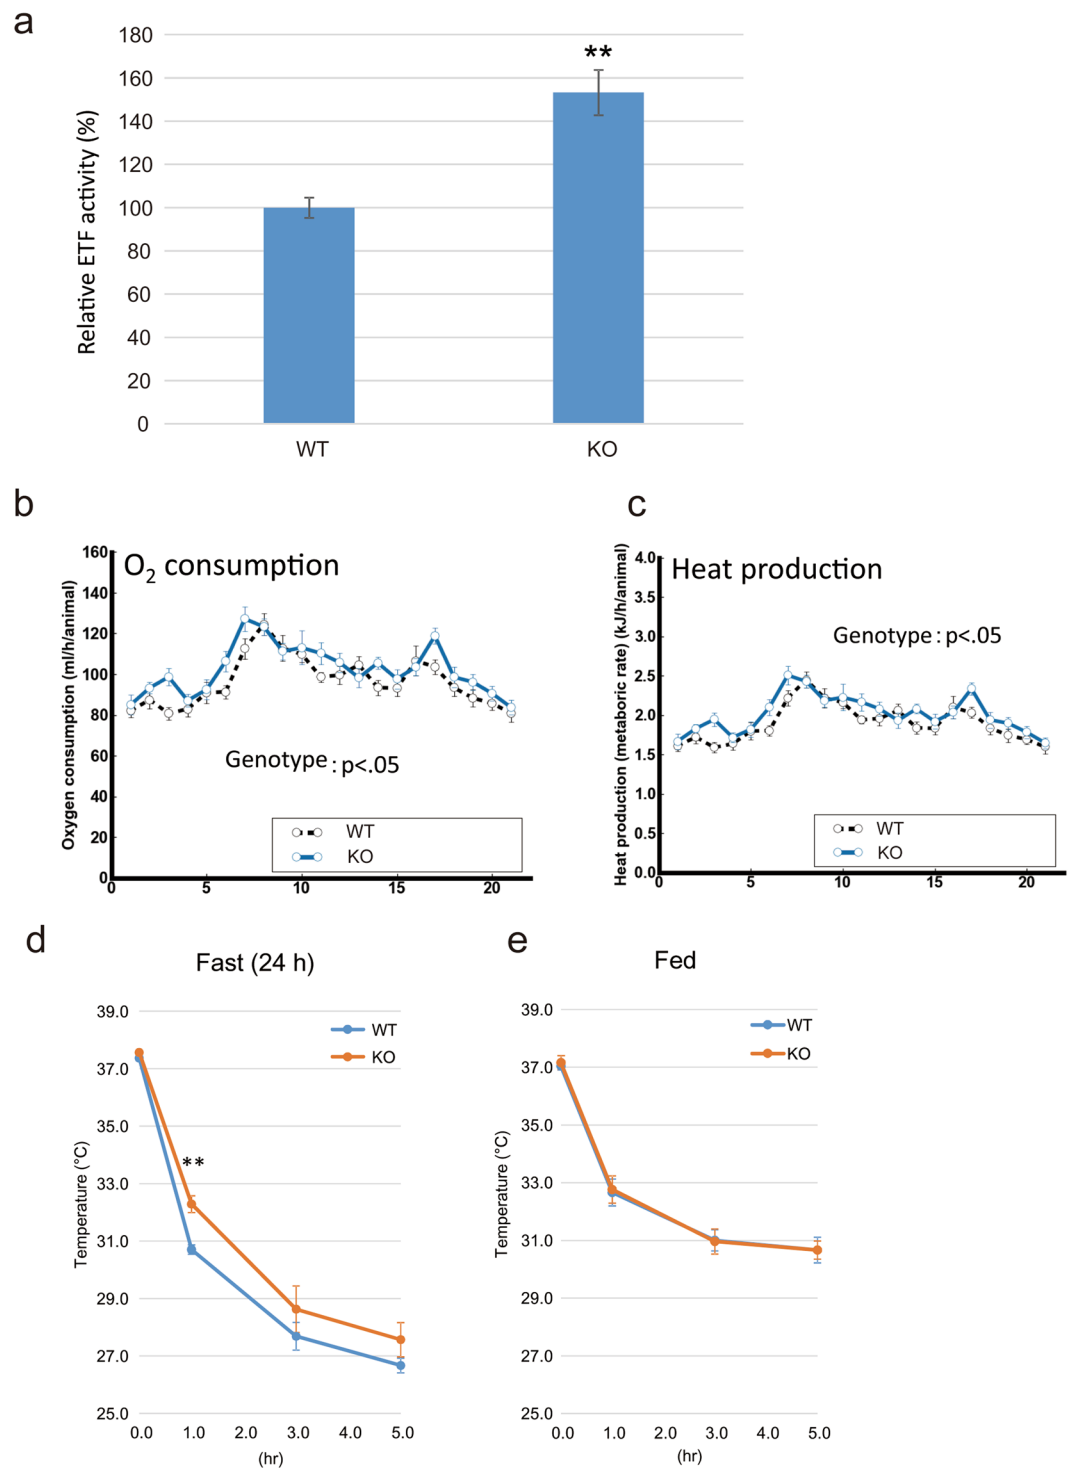 a
180
160
140
120
100
80
60
40
20
0
Relative ETF activity (%)
**
WT
KO
b
O2 consumption
Oxygen consumption (ml/h/animal)
160
140
120
100
80
60
40
20
0
Genotype : p<.05
WT
KO
0
5
10
15
20
c
Heat production
Heat production (metaboric rate) (kJ/h/animal)
4.0
3.5
3.0
2.5
2.0
1.5
1.0
0.5
0.0
Genotype : p<.05
WT
KO
0
5
10
15
20
d
Fast (24 h)
39.0
37.0
35.0
33.0
31.0
29.0
27.0
25.0
Temperature (°C)
WT
KO
**
0.0 1.0 2.0 3.0 4.0 5.0
(hr)
e
Fed
39.0
37.0
35.0
33.0
31.0
29.0
27.0
25.0
Temperature (°C)
WT
KO
0.0 1.0 2.0 3.0 4.0 5.0
(hr)